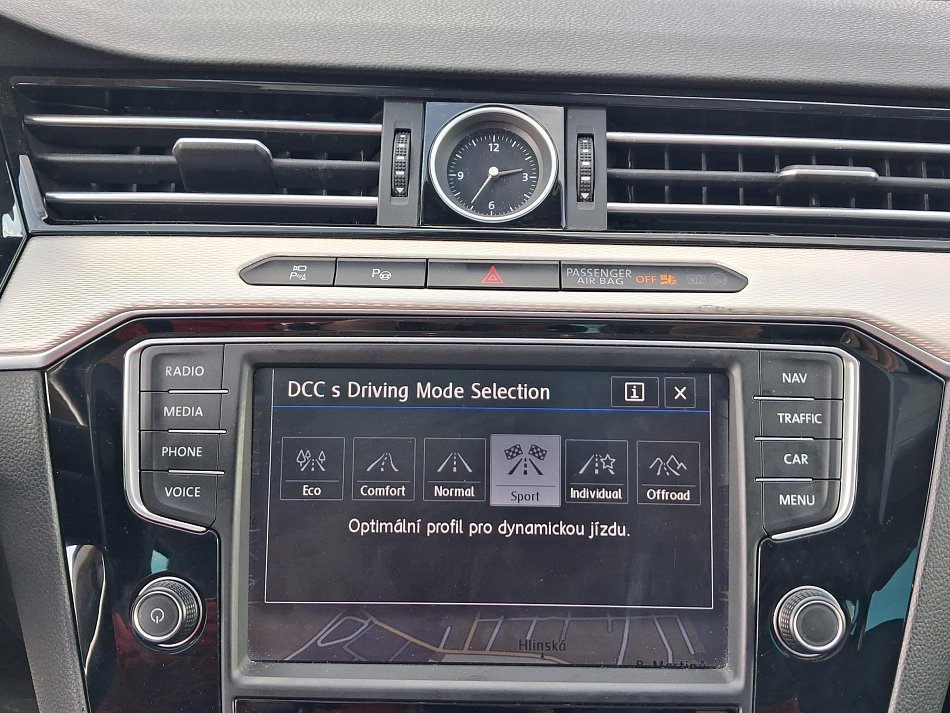 12
9 3
6
P
P
PASSENGER OFF ON
AIR BAG
RADIO
MEDIA
PHONE
VOICE
DCC s Driving Mode Selection i X
Eco Comfort Normal Sport Individual Offroad
Optimální profil pro dynamickou jízdu.
Hlinská
NAV
TRAFFIC
CAR
MENU